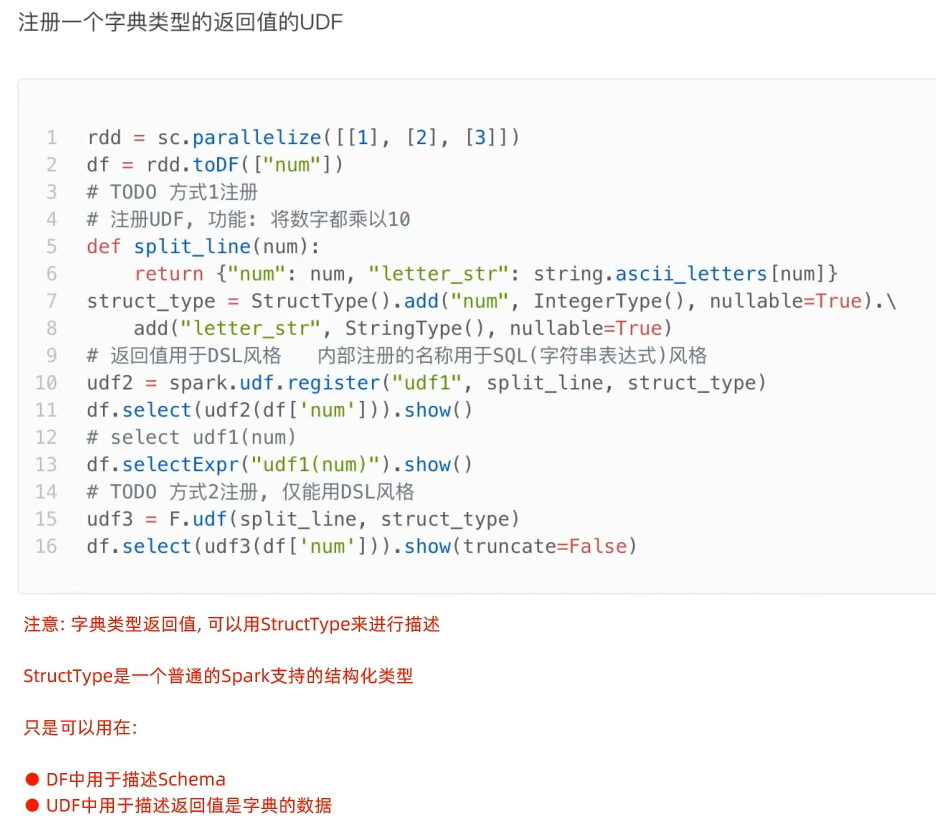 注册一个字典类型的返回值的UDF
1 rdd = sc.parallelize([[1], [2], [3]])
2 df = rdd.toDF(["num"])
3 # TODO 方式1注册
4 # 注册UDF, 功能: 将数字都乘以10
5 def split_line(num):
6     return {"num": num, "letter_str": string.ascii_letters[num]}
7 struct_type = StructType().add("num", IntegerType(), nullable=True).\
8     add("letter_str", StringType(), nullable=True)
9 # 返回值用于DSL风格   内部注册的名称用于SQL(字符串表达式)风格
10 udf2 = spark.udf.register("udf1", split_line, struct_type)
11 df.select(udf2(df['num'])).show()
12 # select udf1(num)
13 df.selectExpr("udf1(num)").show()
14 # TODO 方式2注册, 仅能用DSL风格
15 udf3 = F.udf(split_line, struct_type)
16 df.select(udf3(df['num'])).show(truncate=False)
注意: 字典类型返回值, 可以用StructType来进行描述
StructType是一个普通的Spark支持的结构化类型
只是可以用在:
● DF中用于描述Schema
● UDF中用于描述返回值是字典的数据